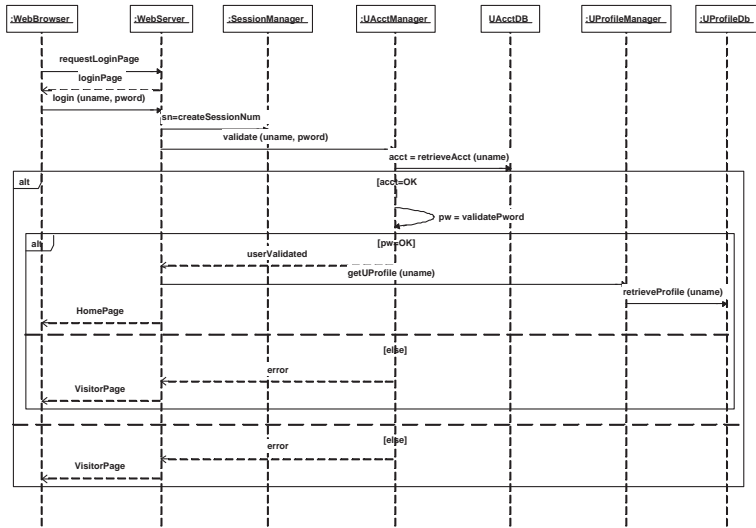 :WebBrowser
:WebServer
:SessionManager
:UAcctManager
UAcctDB
:UProfileManager
:UProfileDb
requestLoginPage
loginPage
login (uname, pword)
sn=createSessionNum
validate (uname, pword)
acct = retrieveAcct (uname)
alt
[acct=OK
pw = validatePword
alt
[pw=OK]
userValidated
getUProfile (uname)
retrieveProfile (uname)
HomePage
[else]
error
VisitorPage
[else]
error
VisitorPage